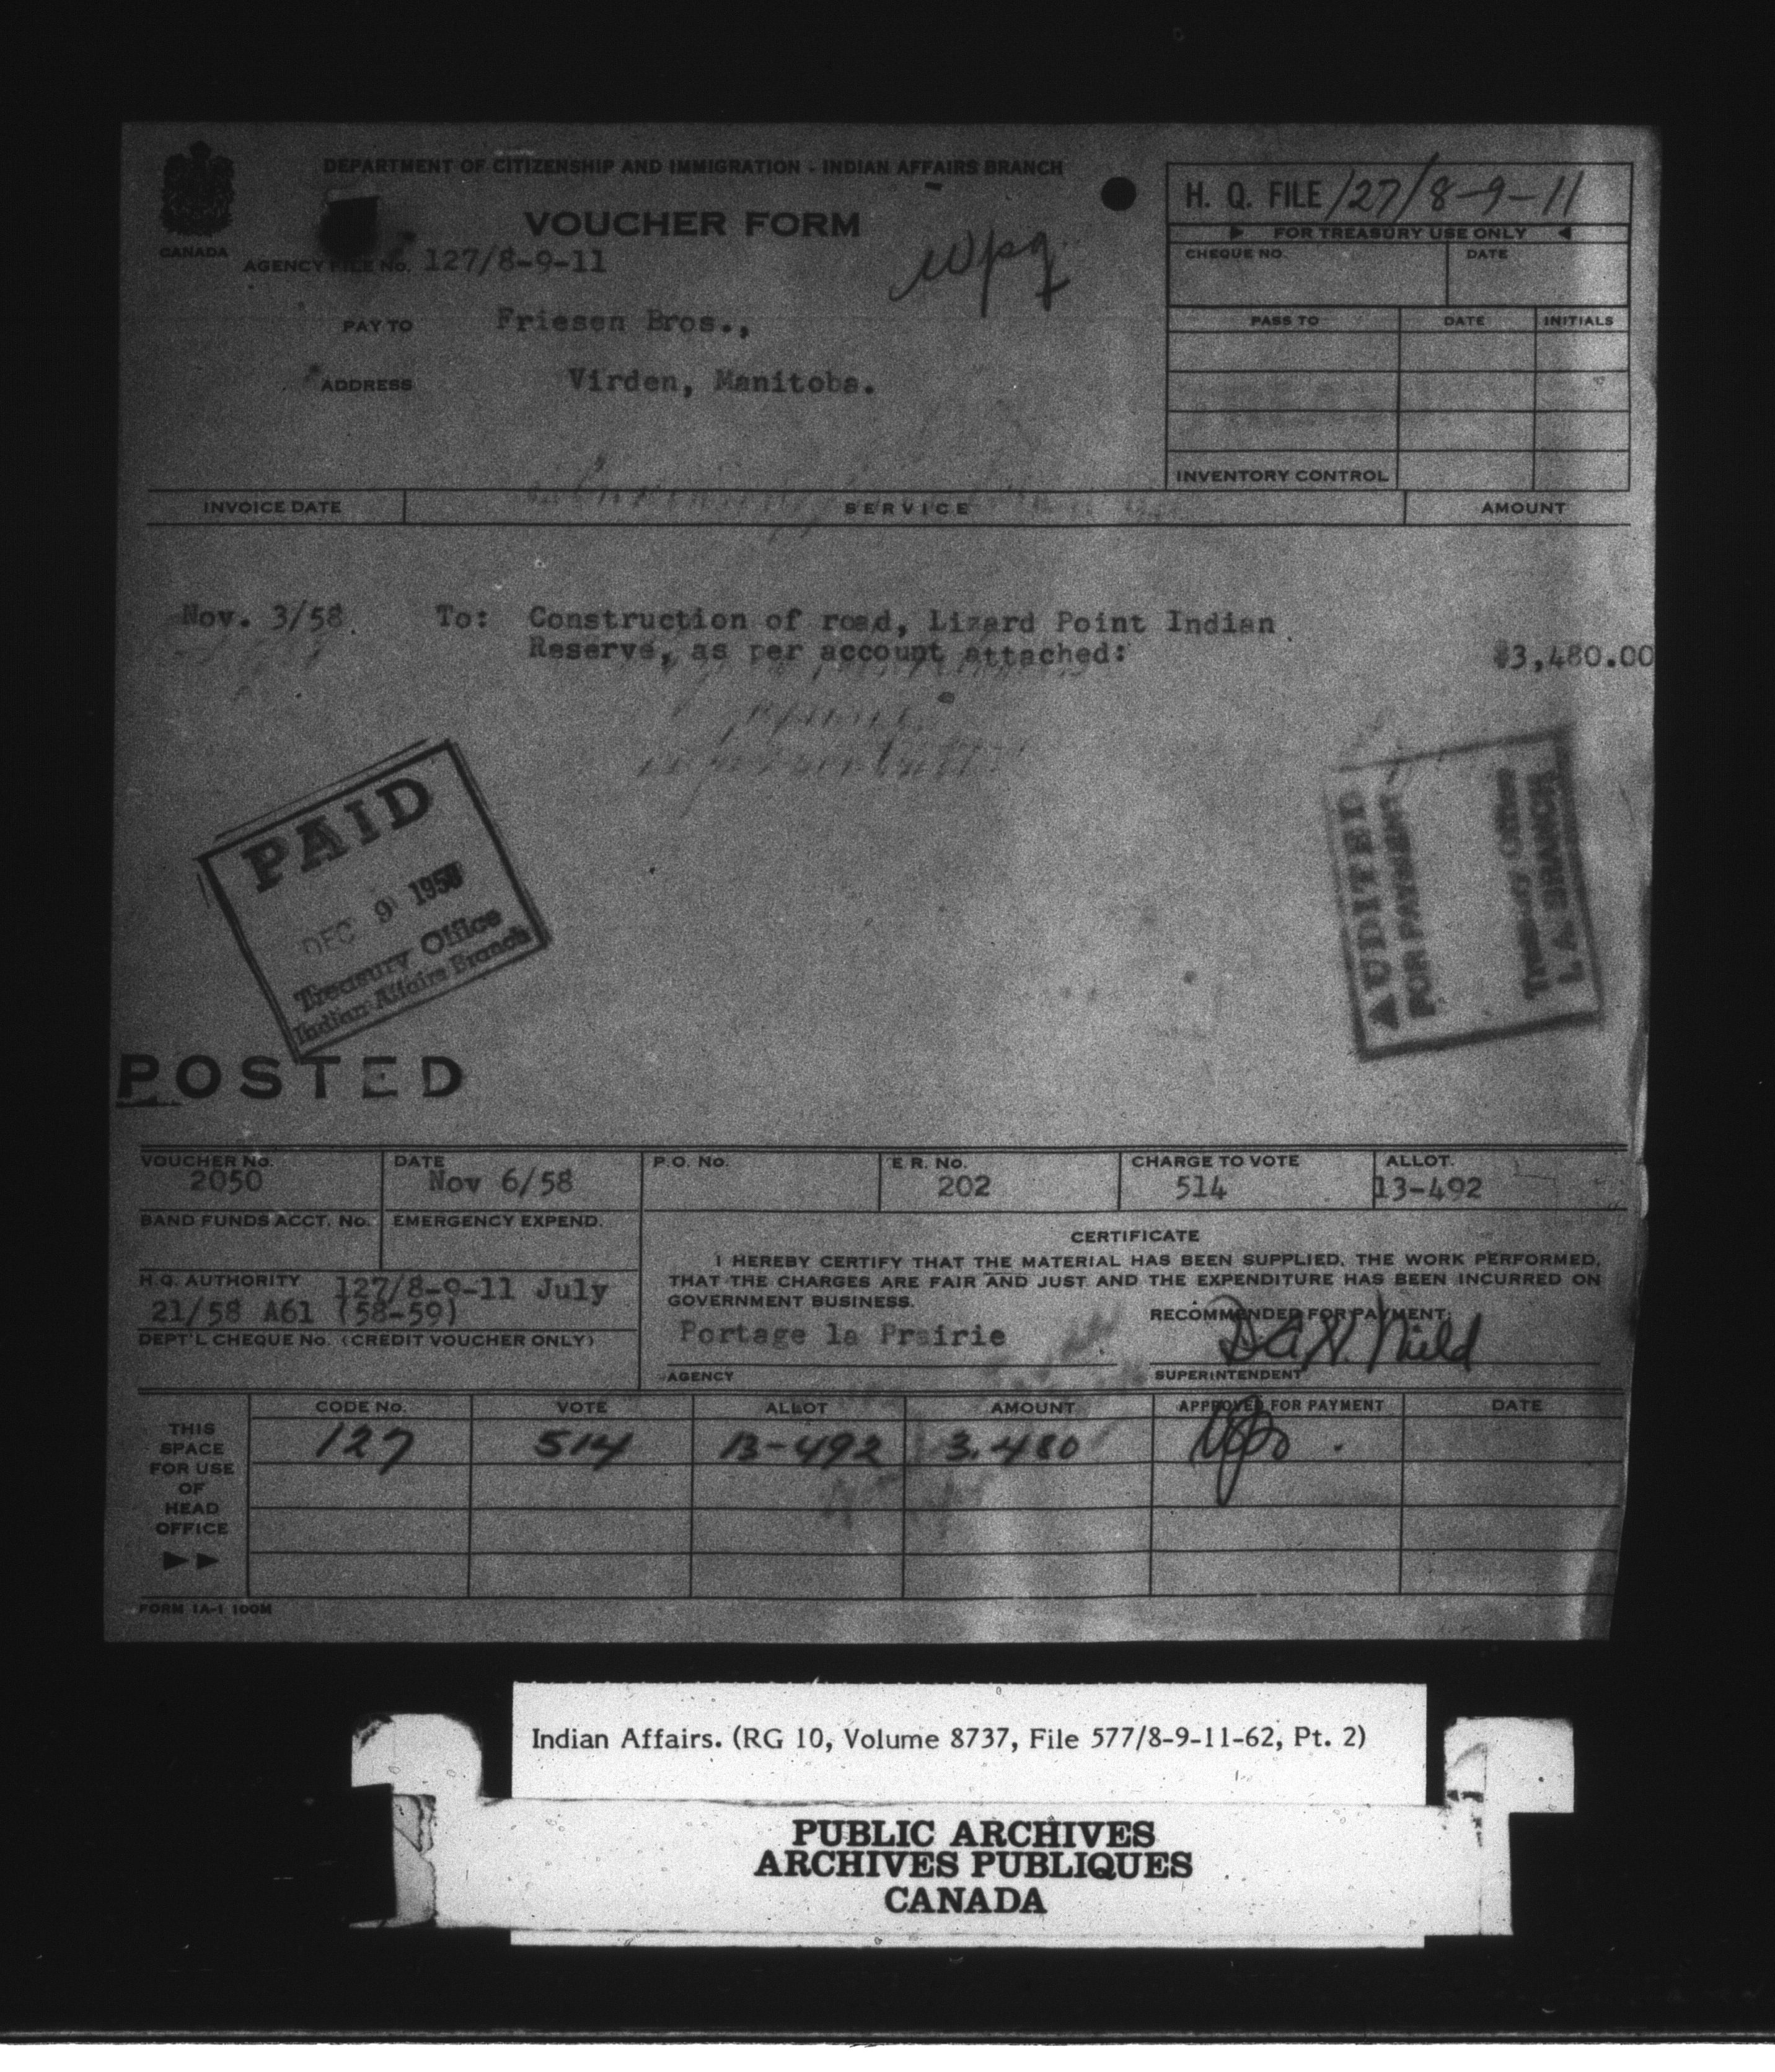 DEPARTMENT OF CITIZENSHIP AND IMMIGRATION - INDIAN AFFAIRS BRANCH
VOUCHER FORM
CANADA
AGENCY FILE No. 127/8-9-11
wpg
PAY TO Friesen Bros.,
ADDRESS Virden, Manitoba.
H. Q. FILE 127/8-9-11
FOR TREASURY USE ONLY
CHEQUE NO. DATE
PASS TO DATE INITIALS
INVENTORY CONTROL
INVOICE DATE SERVICE AMOUNT
Nov. 3/58 To: Construction of road, Lizard Point Indian
Reserve, as per account attached: $3,480.00
PAID
DEC 9 1958
Treasury Office
Indian Affairs Branch
AUDITED
FOR PAYMENT
Treasury Office
I. A. BRANCH
POSTED
VOUCHER No. DATE P.O. No. E.R. No. CHARGE TO VOTE ALLOT.
2050 Nov 6/58 202 514 13-492
BAND FUNDS ACCT. No. EMERGENCY EXPEND.
H.Q. AUTHORITY 127/8-9-11 July
21/58 A61 (58-59)
DEPT'L CHEQUE No. (CREDIT VOUCHER ONLY)
CERTIFICATE
I HEREBY CERTIFY THAT THE MATERIAL HAS BEEN SUPPLIED, THE WORK PERFORMED,
THAT THE CHARGES ARE FAIR AND JUST AND THE EXPENDITURE HAS BEEN INCURRED ON
GOVERNMENT BUSINESS.
RECOMMENDED FOR PAYMENT:
Portage la Prairie
AGENCY SUPERINTENDENT
THIS
SPACE
FOR USE
OF
HEAD
OFFICE
CODE No. VOTE ALLOT AMOUNT APPROVED FOR PAYMENT DATE
127 514 13-492 3,480
FORM 1A-1 100M
Indian Affairs. (RG 10, Volume 8737, File 577/8-9-11-62, Pt. 2)
PUBLIC ARCHIVES
ARCHIVES PUBLIQUES
CANADA